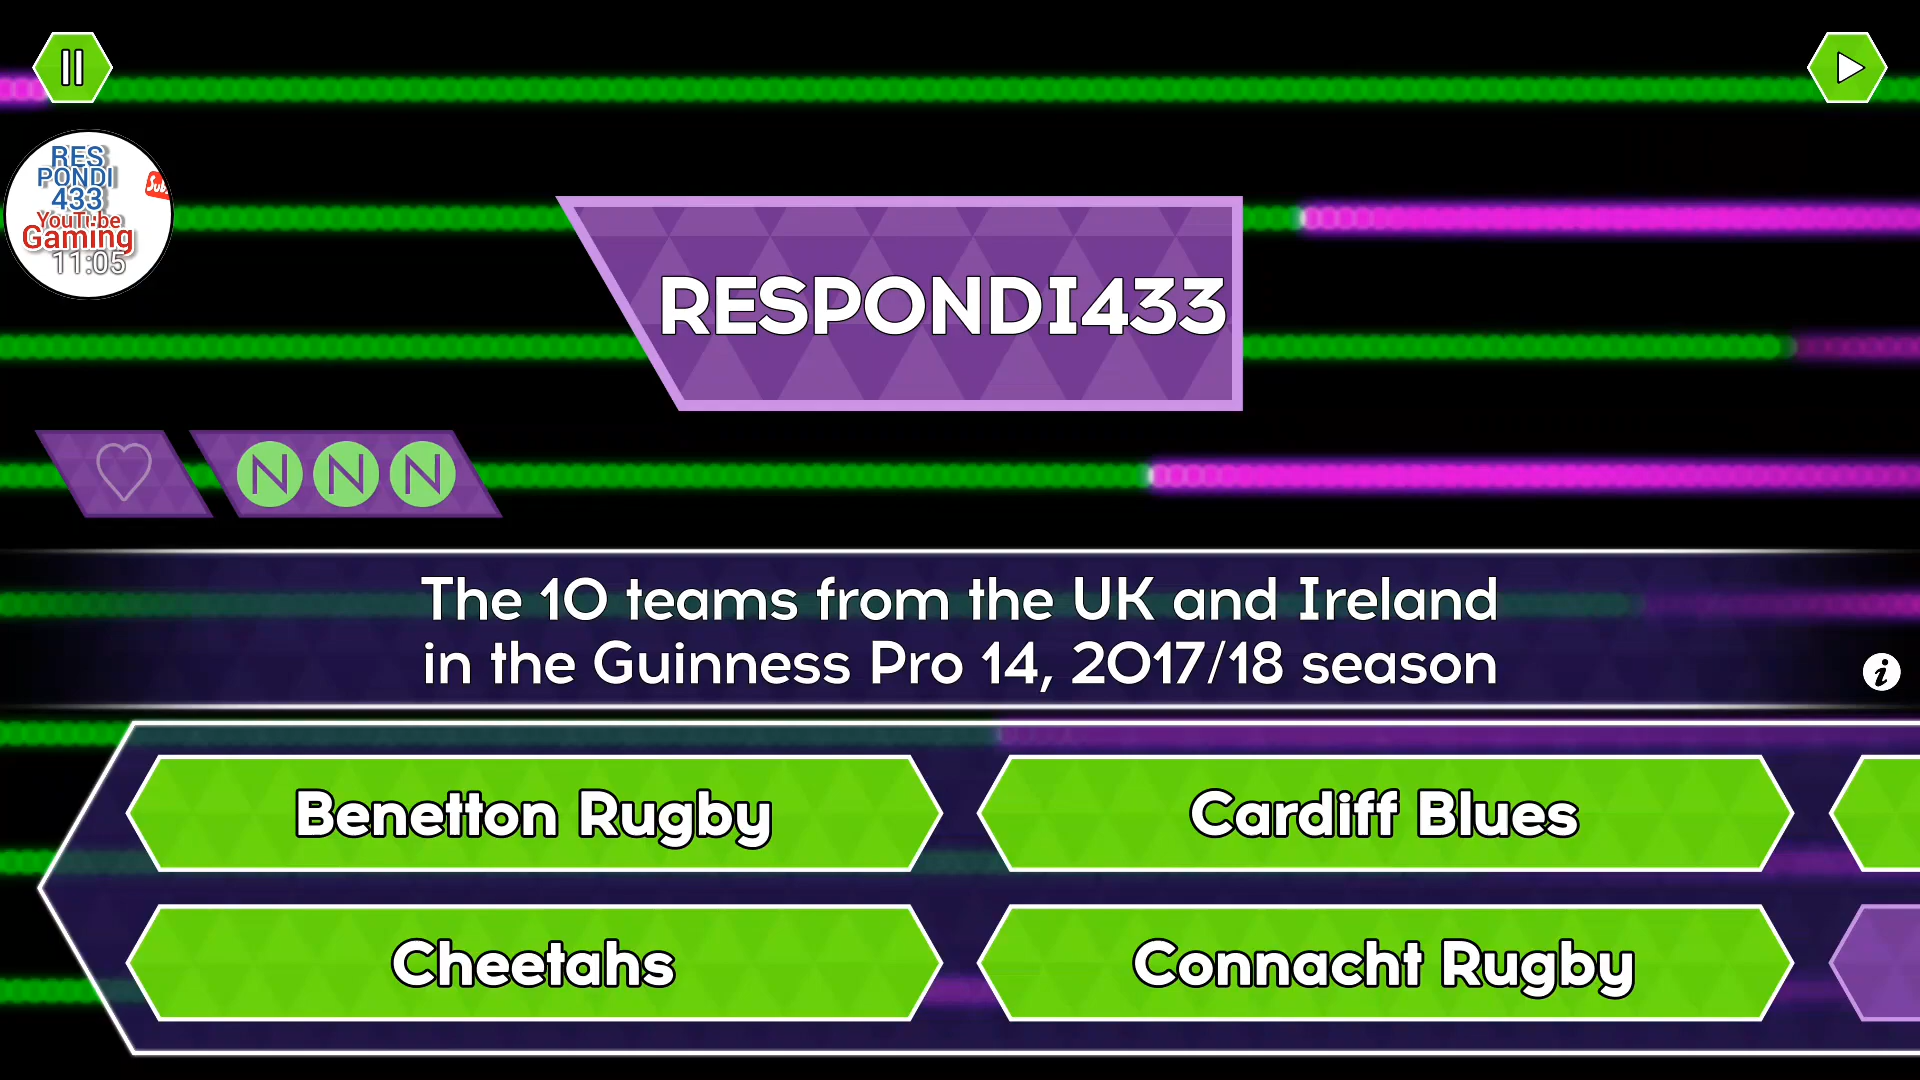 RES
PONDI
433
YouTube
Gaming
11:05
Sub
RESPONDI433
N N N
The 10 teams from the UK and Ireland
in the Guinness Pro 14, 2017/18 season
i
Benetton Rugby
Cardiff Blues
Cheetahs
Connacht Rugby